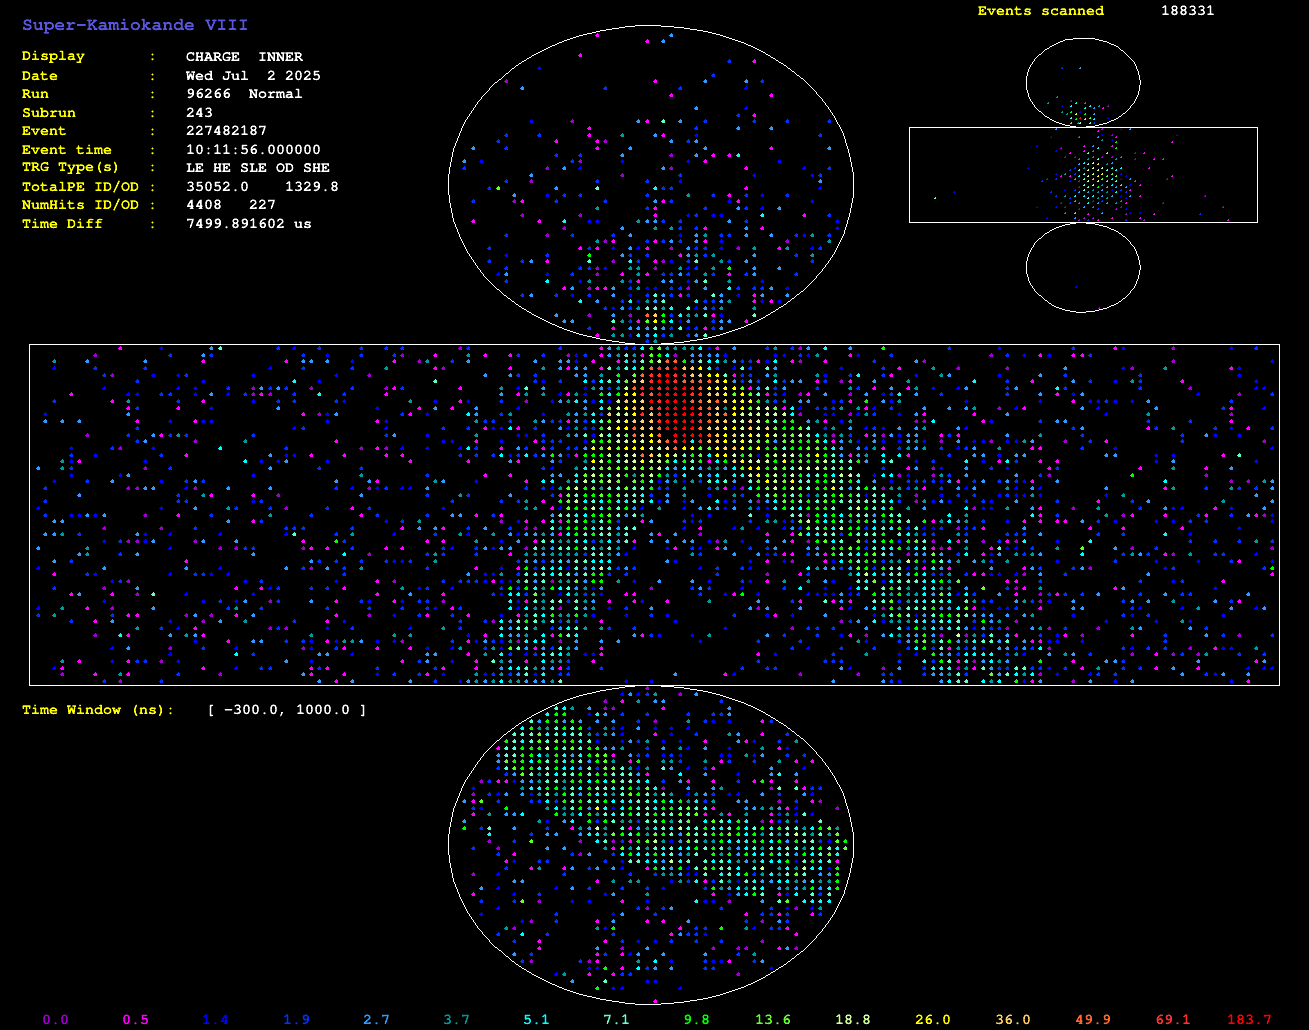 Super-Kamiokande VIII
Display : CHARGE INNER
Date : Wed Jul 2 2025
Run : 96266 Normal
Subrun : 243
Event : 227482187
Event time : 10:11:56.000000
TRG Type(s) : LE HE SLE OD SHE
TotalPE ID/OD : 35052.0 1329.8
NumHits ID/OD : 4408 227
Time Diff : 7499.891602 us
Events scanned 188331
Time Window (ns): [ -300.0, 1000.0 ]
0.0 0.5 1.4 1.9 2.7 3.7 5.1 7.1 9.8 13.6 18.8 26.0 36.0 49.9 69.1 183.7